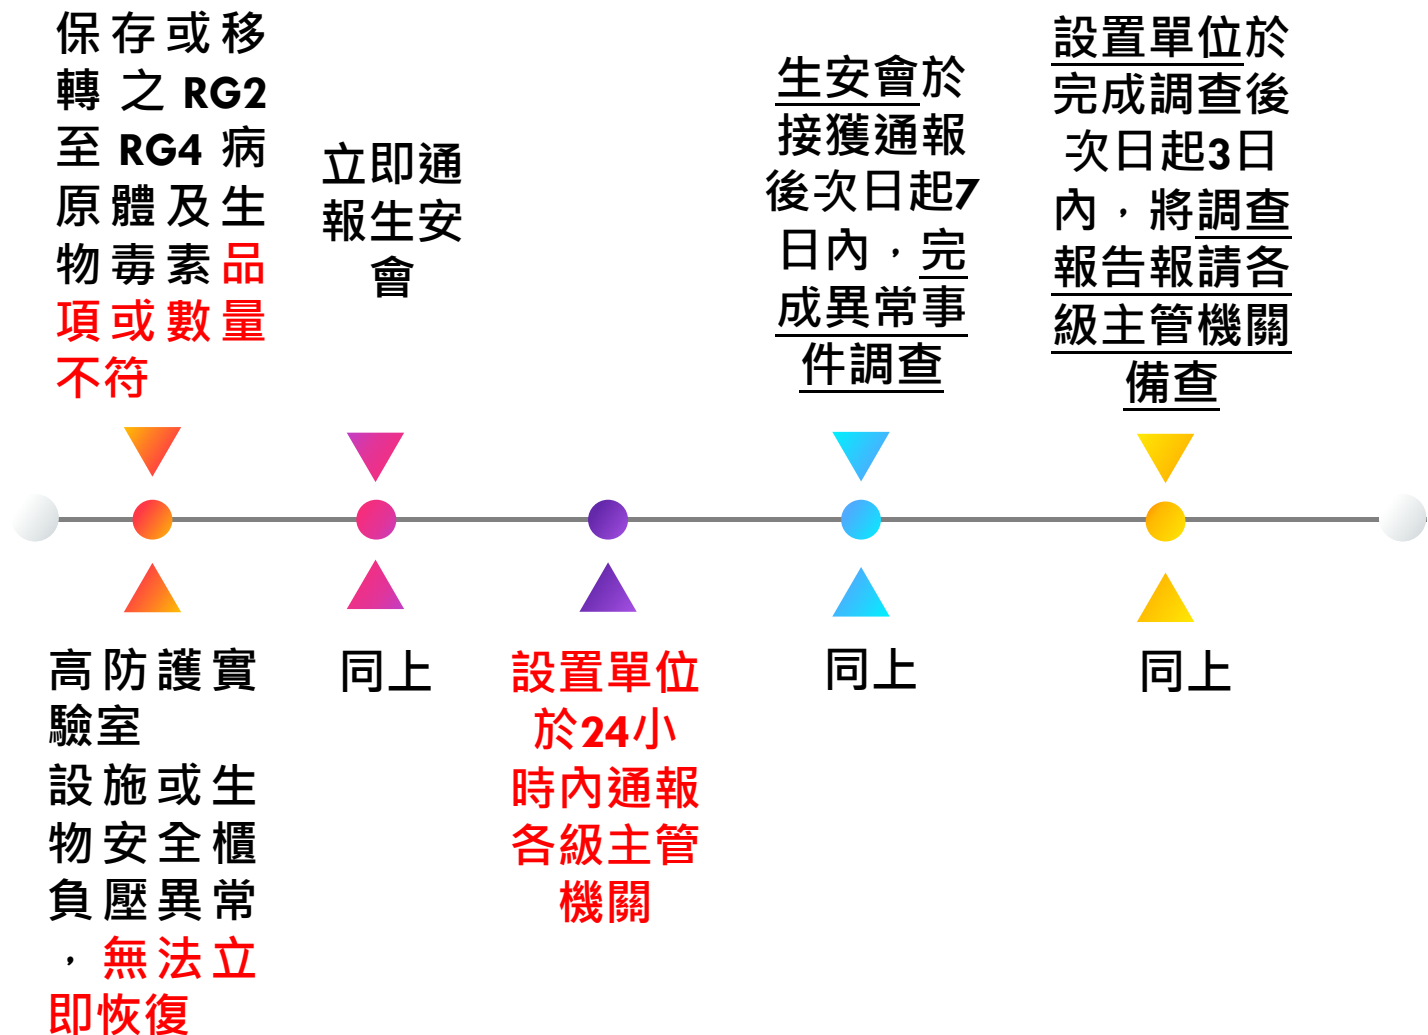 保存或移
轉之RG2
至RG4病
原體及生
物毒素品
項或數量
不符
立即通
報生安
會
生安會於
接獲通報
後次日起7
日內，完
成異常事
件調查
設置單位於
完成調查後
次日起3日
內，將調查
報告報請各
級主管機關
備查
高防護實
驗室
設施或生
物安全櫃
負壓異常
，無法立
即恢復
同上
設置單位
於24小
時內通報
各級主管
機關
同上
同上